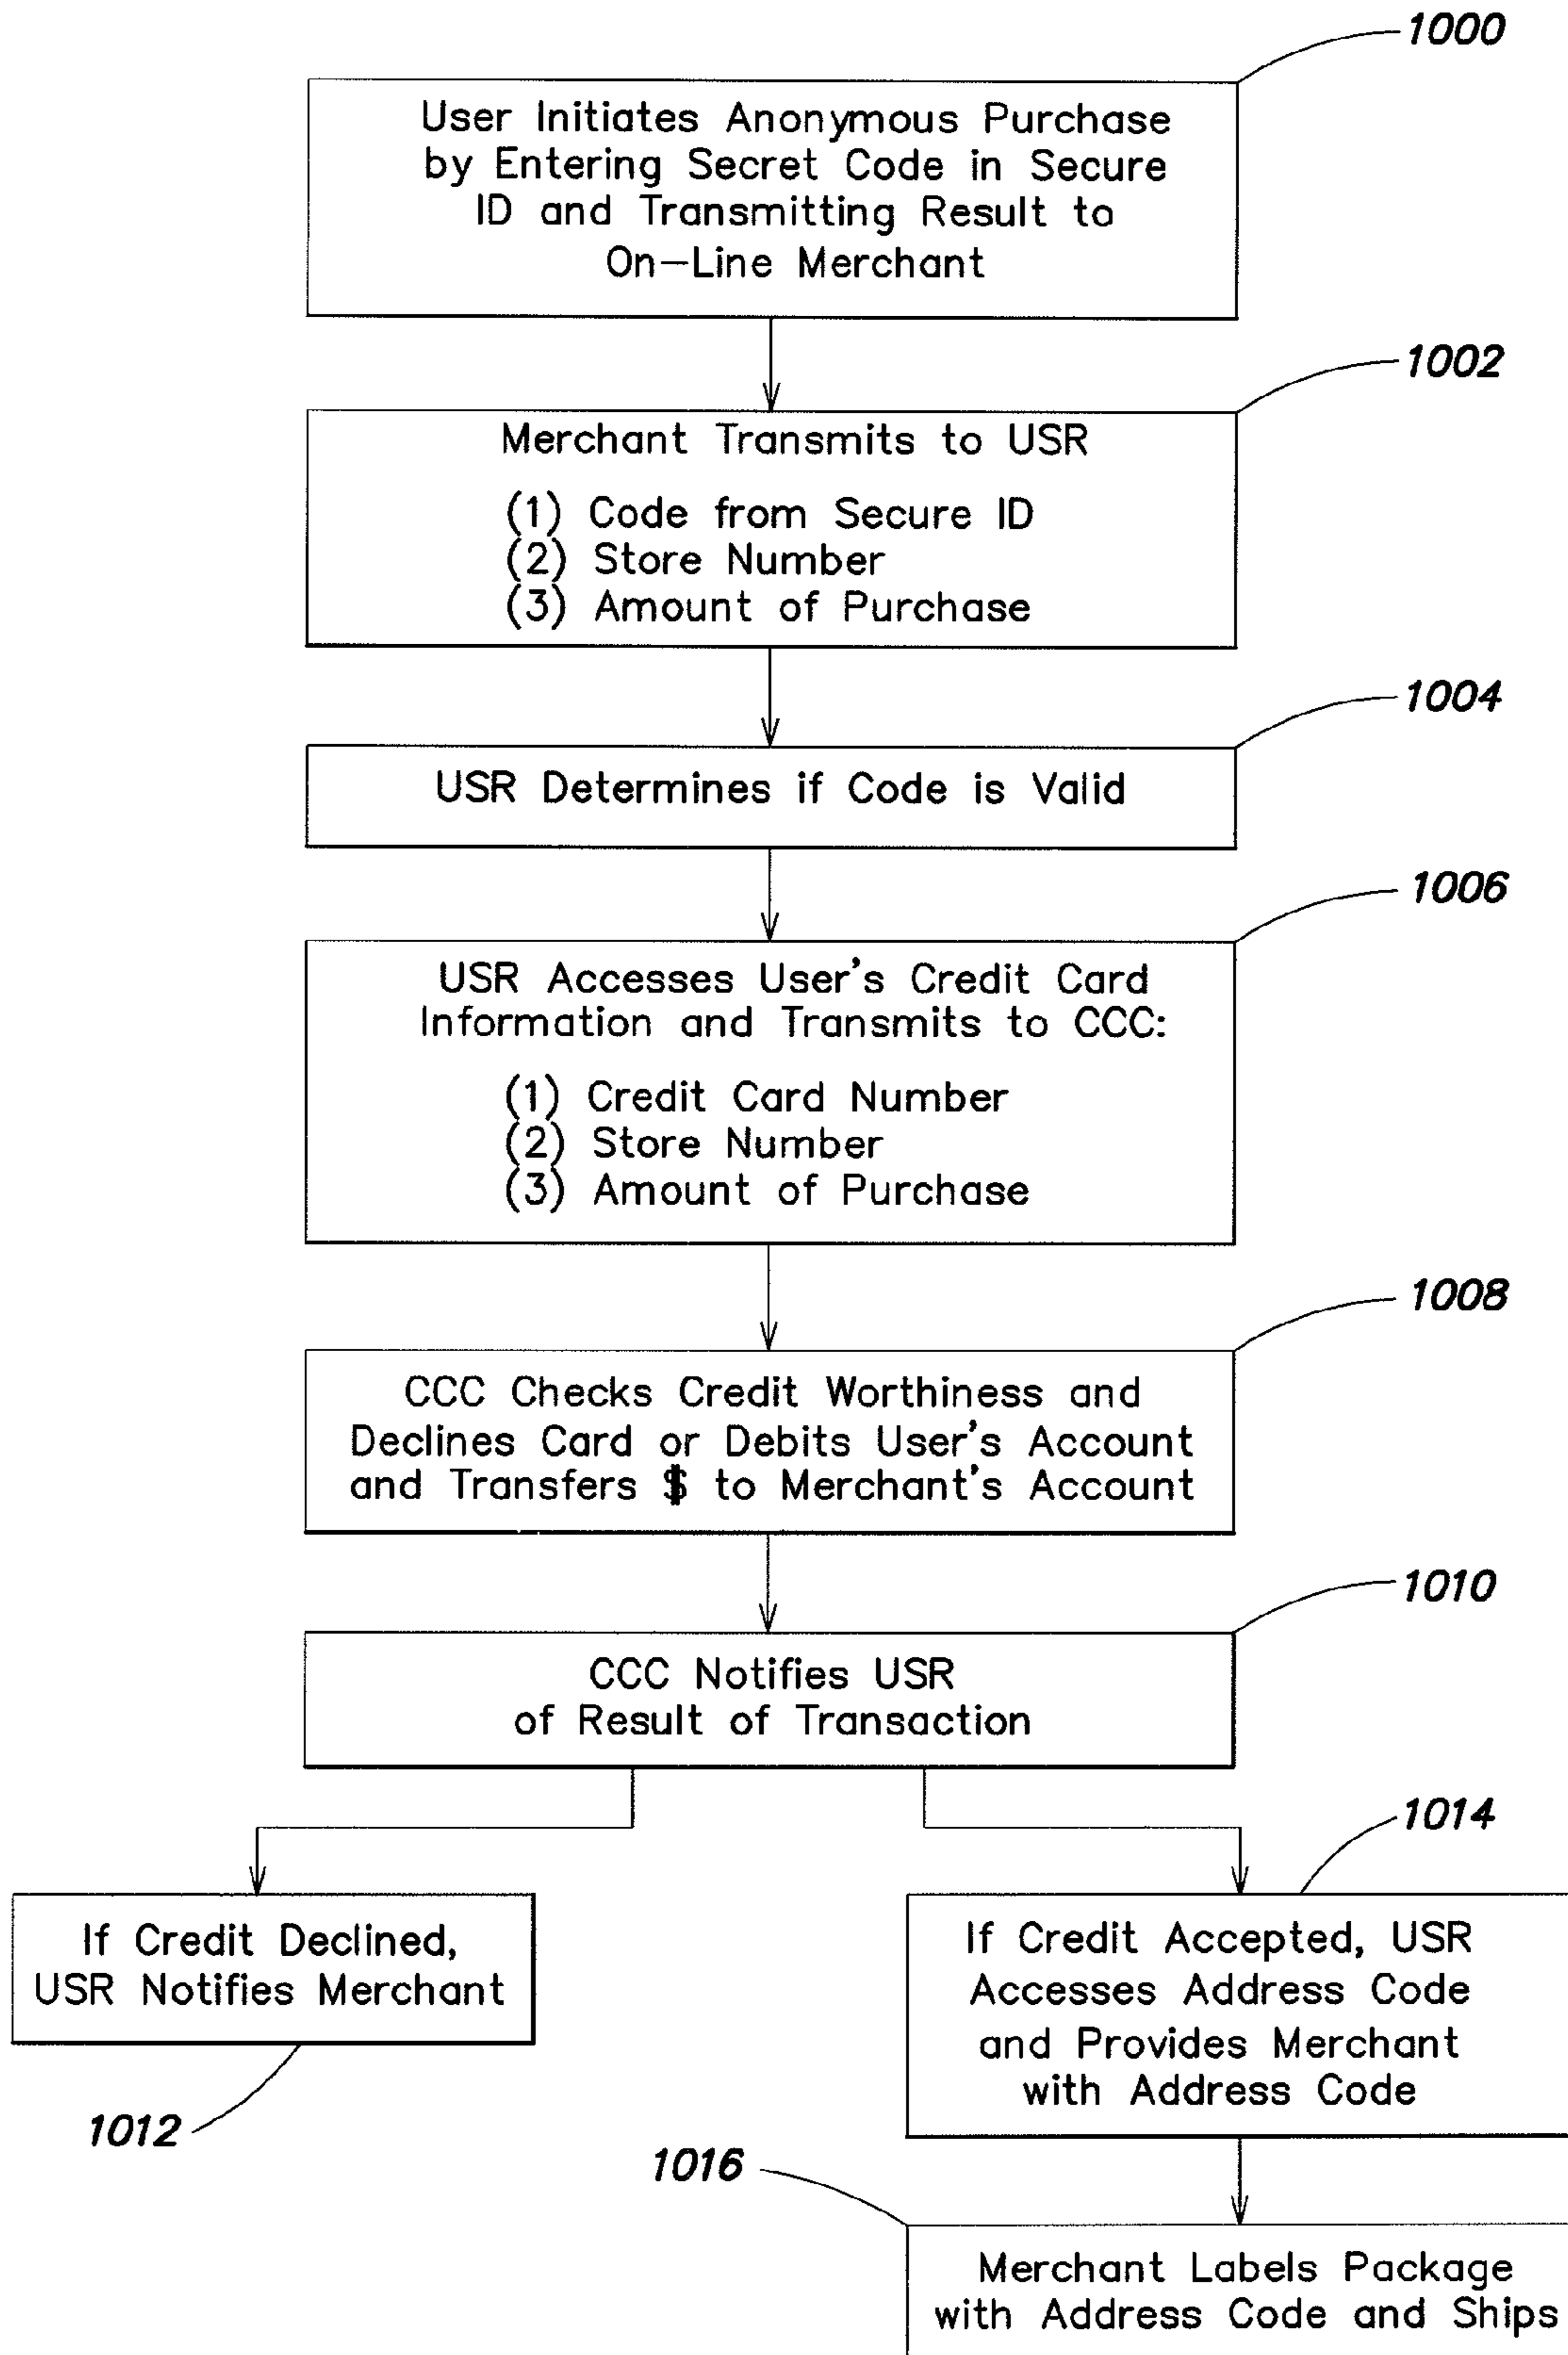 1000
User Initiates Anonymous Purchase
by Entering Secret Code in Secure
ID and Transmitting Result to
On-Line Merchant
1002
Merchant Transmits to USR
(1) Code from Secure ID
(2) Store Number
(3) Amount of Purchase
1004
USR Determines if Code is Valid
1006
USR Accesses User's Credit Card
Information and Transmits to CCC:
(1) Credit Card Number
(2) Store Number
(3) Amount of Purchase
1008
CCC Checks Credit Worthiness and
Declines Card or Debits User's Account
and Transfers $ to Merchant's Account
1010
CCC Notifies USR
of Result of Transaction
If Credit Declined,
USR Notifies Merchant
1012
1014
If Credit Accepted, USR
Accesses Address Code
and Provides Merchant
with Address Code
1016
Merchant Labels Package
with Address Code and Ships